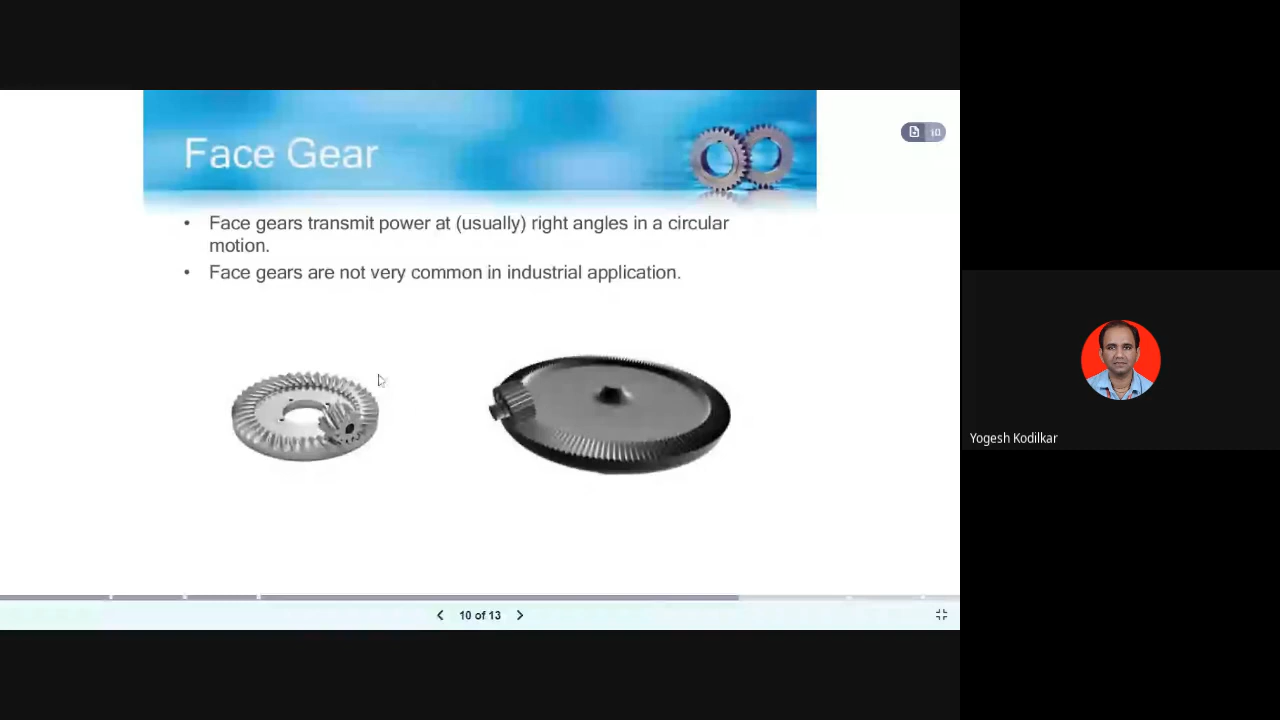 Face Gear
10
• Face gears transmit power at (usually) right angles in a circular
motion.
• Face gears are not very common in industrial application.
Yogesh Kodilkar
10 of 13